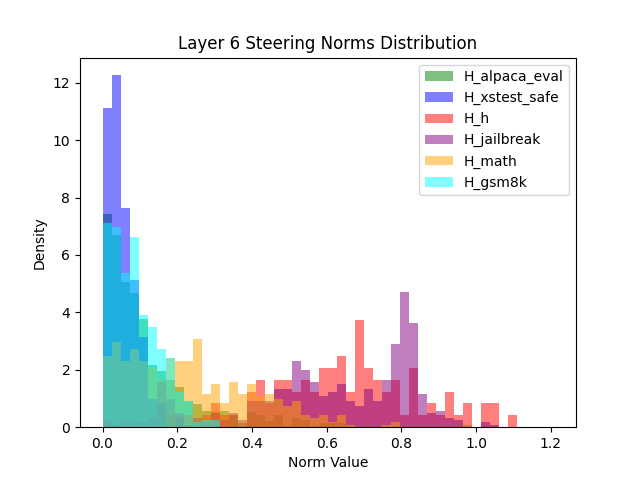 Layer 6 Steering Norms Distribution
H_alpaca_eval
H_xstest_safe
H_h
H_jailbreak
H_math
H_gsm8k
Density
12
10
8
6
4
2
0
0.0 0.2 0.4 0.6 0.8 1.0 1.2
Norm Value